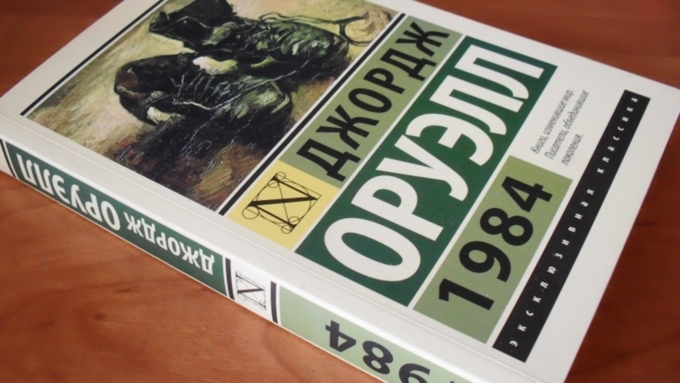 ДЖОРДЖ
ОРУЭЛЛ
1984
Книги, изменившие мир.
Писатели, объединившие
поколения.
эксклюзивная классика
ДЖОРДЖ ОРУЭЛЛ
1984